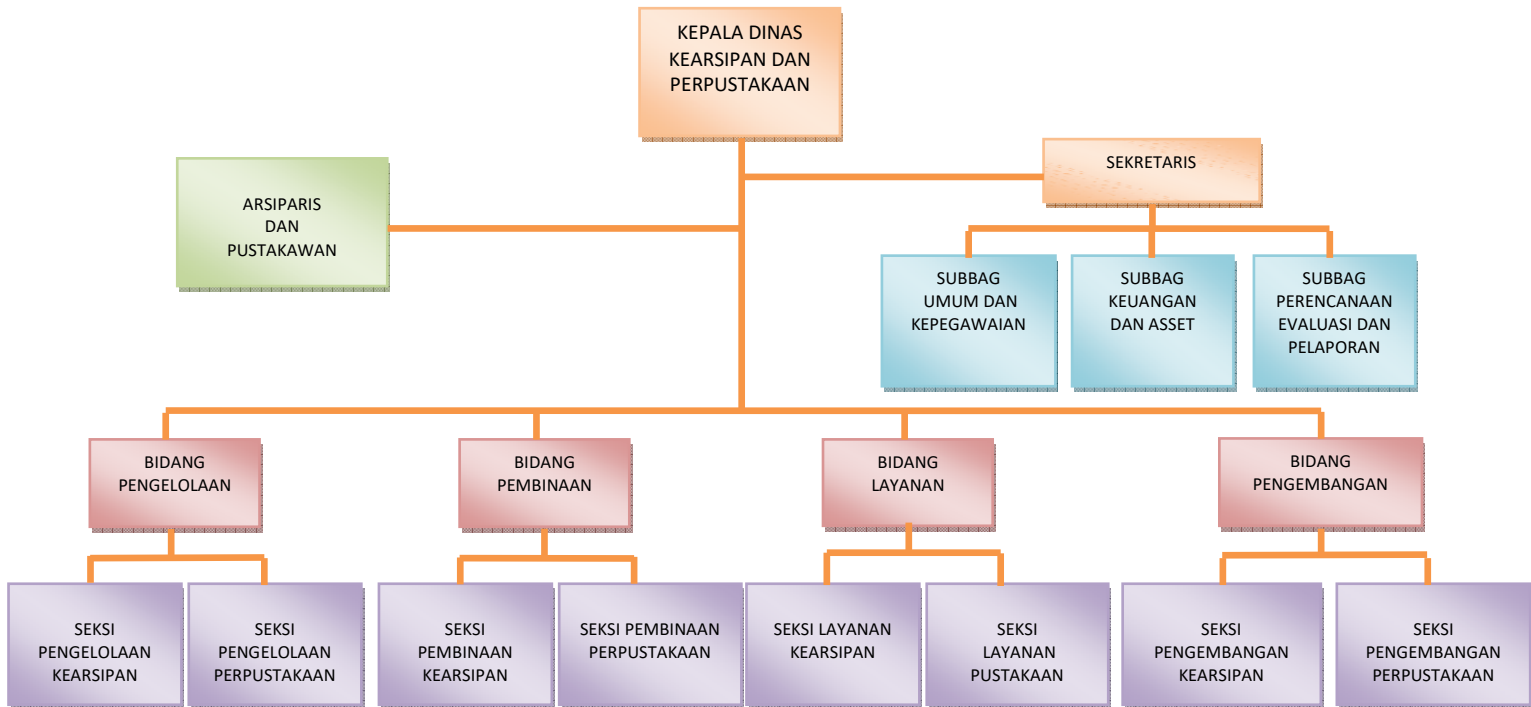 KEPALA DINAS
KEARSIPAN DAN
PERPUSTAKAAN
SEKRETARIS
ARSIPARIS
DAN
PUSTAKAWAN
SUBBAG
UMUM DAN
KEPEGAWAIAN
SUBBAG
KEUANGAN
DAN ASSET
SUBBAG
PERENCANAAN
EVALUASI DAN
PELAPORAN
BIDANG
PENGELOLAAN
BIDANG
PEMBINAAN
BIDANG
LAYANAN
BIDANG
PENGEMBANGAN
SEKSI
PENGELOLAAN
KEARSIPAN
SEKSI
PENGELOLAAN
PERPUSTAKAAN
SEKSI
PEMBINAAN
KEARSIPAN
SEKSI PEMBINAAN
PERPUSTAKAAN
SEKSI LAYANAN
KEARSIPAN
SEKSI
LAYANAN
PUSTAKAAN
SEKSI
PENGEMBANGAN
KEARSIPAN
SEKSI
PENGEMBANGAN
PERPUSTAKAAN